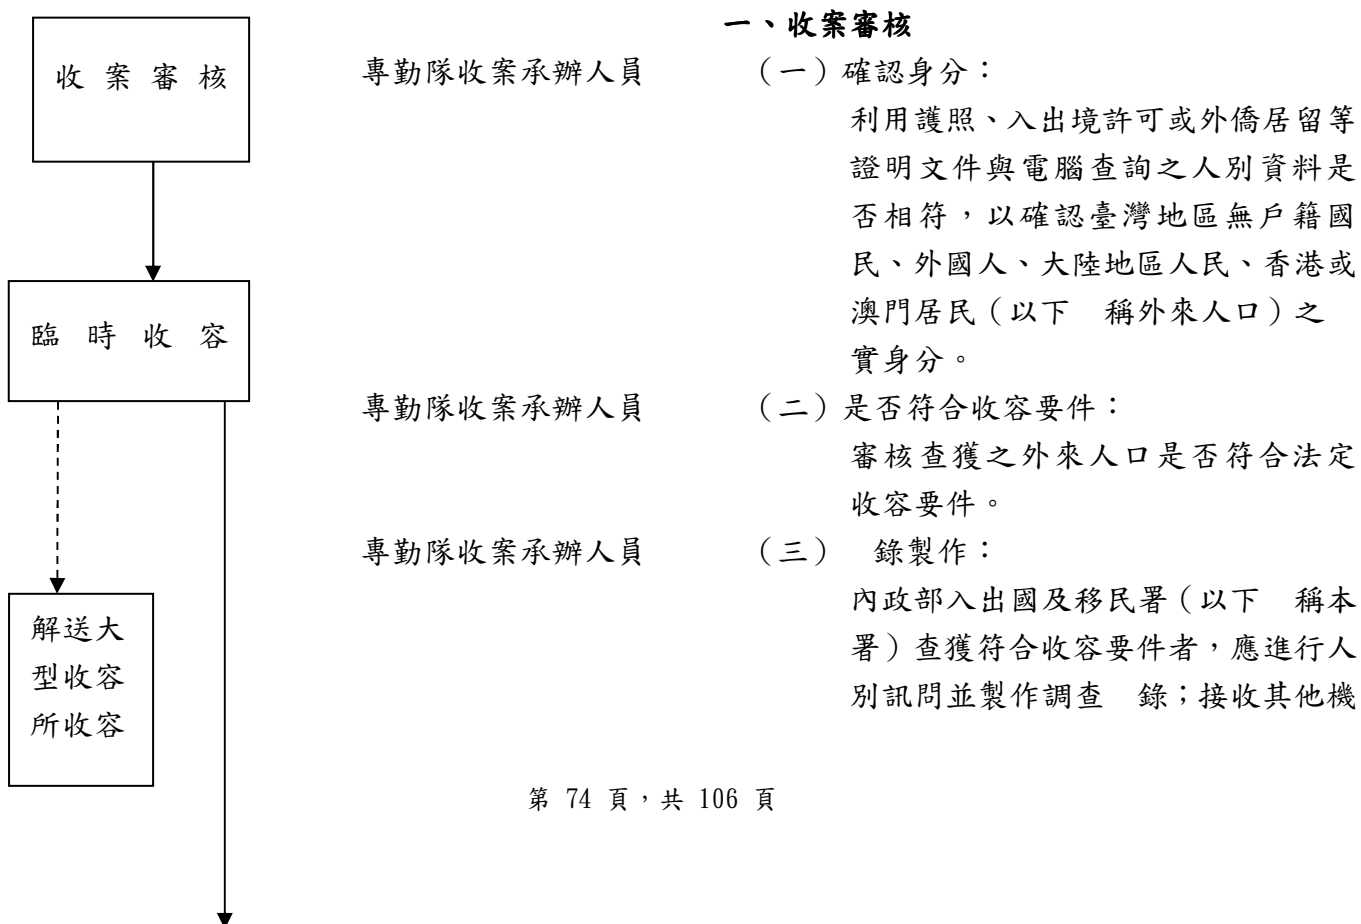 一、收案審核
收案審核
專勤隊收案承辦人員
(一)確認身分：
利用護照、入出境許可或外僑居留等
證明文件與電腦查詢之人別資料是
否相符，以確認臺灣地區無戶籍國
民、外國人、大陸地區人民、香港或
澳門居民（以下　稱外來人口）之
實身分。
臨時收容
專勤隊收案承辦人員
(二)是否符合收容要件：
審核查獲之外來人口是否符合法定
收容要件。
專勤隊收案承辦人員
(三)　錄製作：
內政部入出國及移民署（以下　稱本
署）查獲符合收容要件者，應進行人
別訊問並製作調查　錄；接收其他機
解送大
型收容
所收容
第 74 頁，共 106 頁